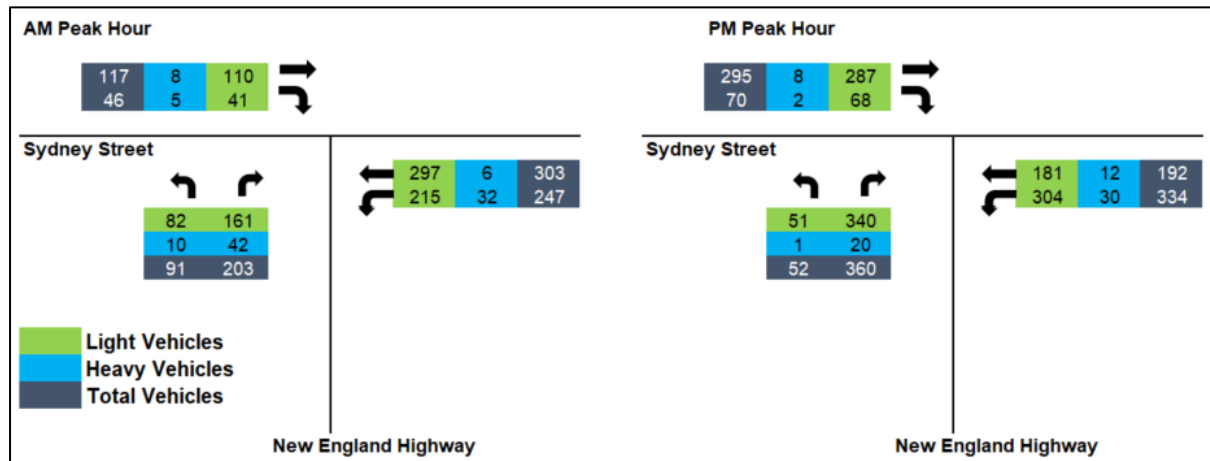 AM Peak Hour
117 8 110
46 5 41
Sydney Street
297 6 303
215 32 247
82 161
10 42
91 203
Light Vehicles
Heavy Vehicles
Total Vehicles
New England Highway
PM Peak Hour
295 8 287
70 2 68
Sydney Street
181 12 192
304 30 334
51 340
1 20
52 360
New England Highway